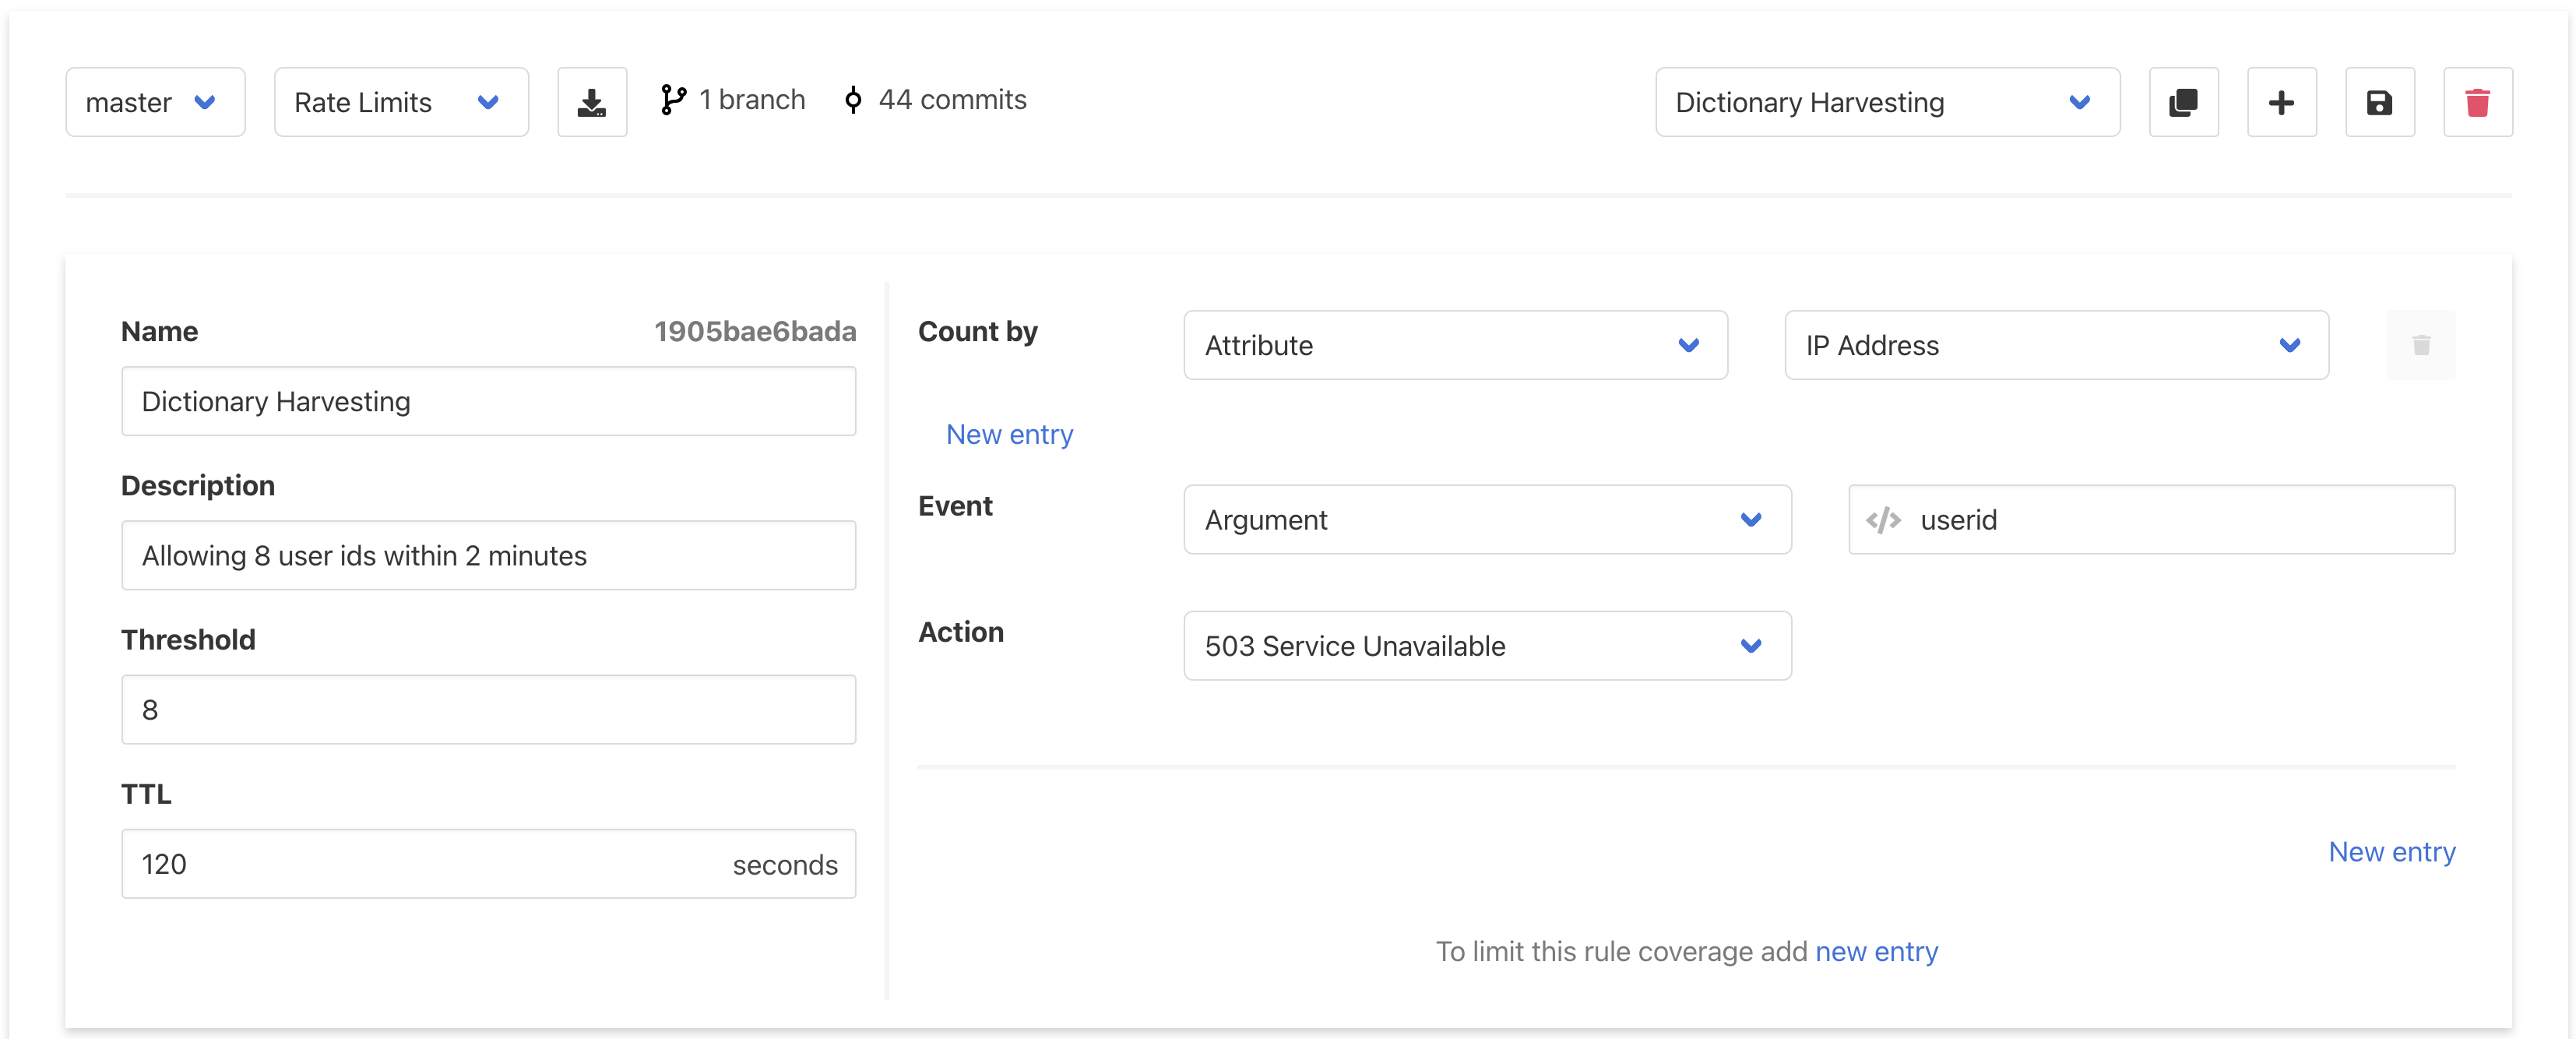 master Rate Limits 1 branch 44 commits Dictionary Harvesting
Name 1905bae6bada
Dictionary Harvesting
Description
Allowing 8 user ids within 2 minutes
Threshold
8
TTL
120 seconds
Count by Attribute IP Address
New entry
Event Argument userid
Action 503 Service Unavailable
New entry
To limit this rule coverage add new entry